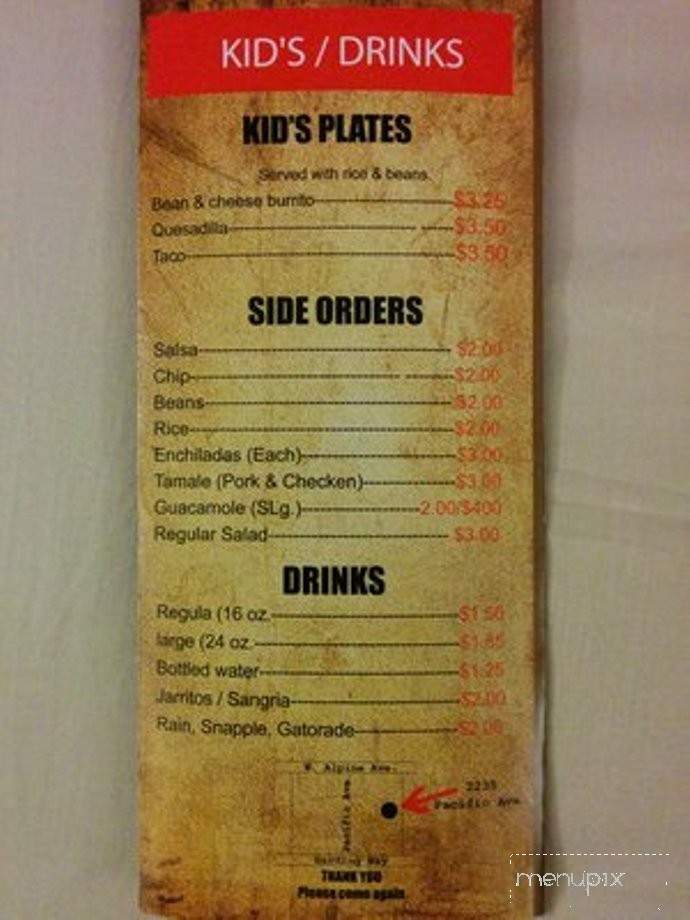 KID'S / DRINKS
KID'S PLATES
Served with rice & beans.
Bean & cheese burrito $3.25
Quesadilla $3.50
Taco $3.50
SIDE ORDERS
Salsa $2.00
Chip $2.00
Beans $2.00
Rice $2.00
Enchiladas (Each) $3.00
Tamale (Pork & Checken) $3.00
Guacamole (SLg.) 2.00/$400
Regular Salad $3.00
DRINKS
Regula (16 oz. $1.50
large (24 oz. $1.85
Bottled water $1.25
Jarritos / Sangria $2.00
Rain, Snapple, Gatorade $2.00
W. Alpine Ave.
Pacific Ave.
Pacific Ave
Harding Way
THANK YOU
Please come again
menupix